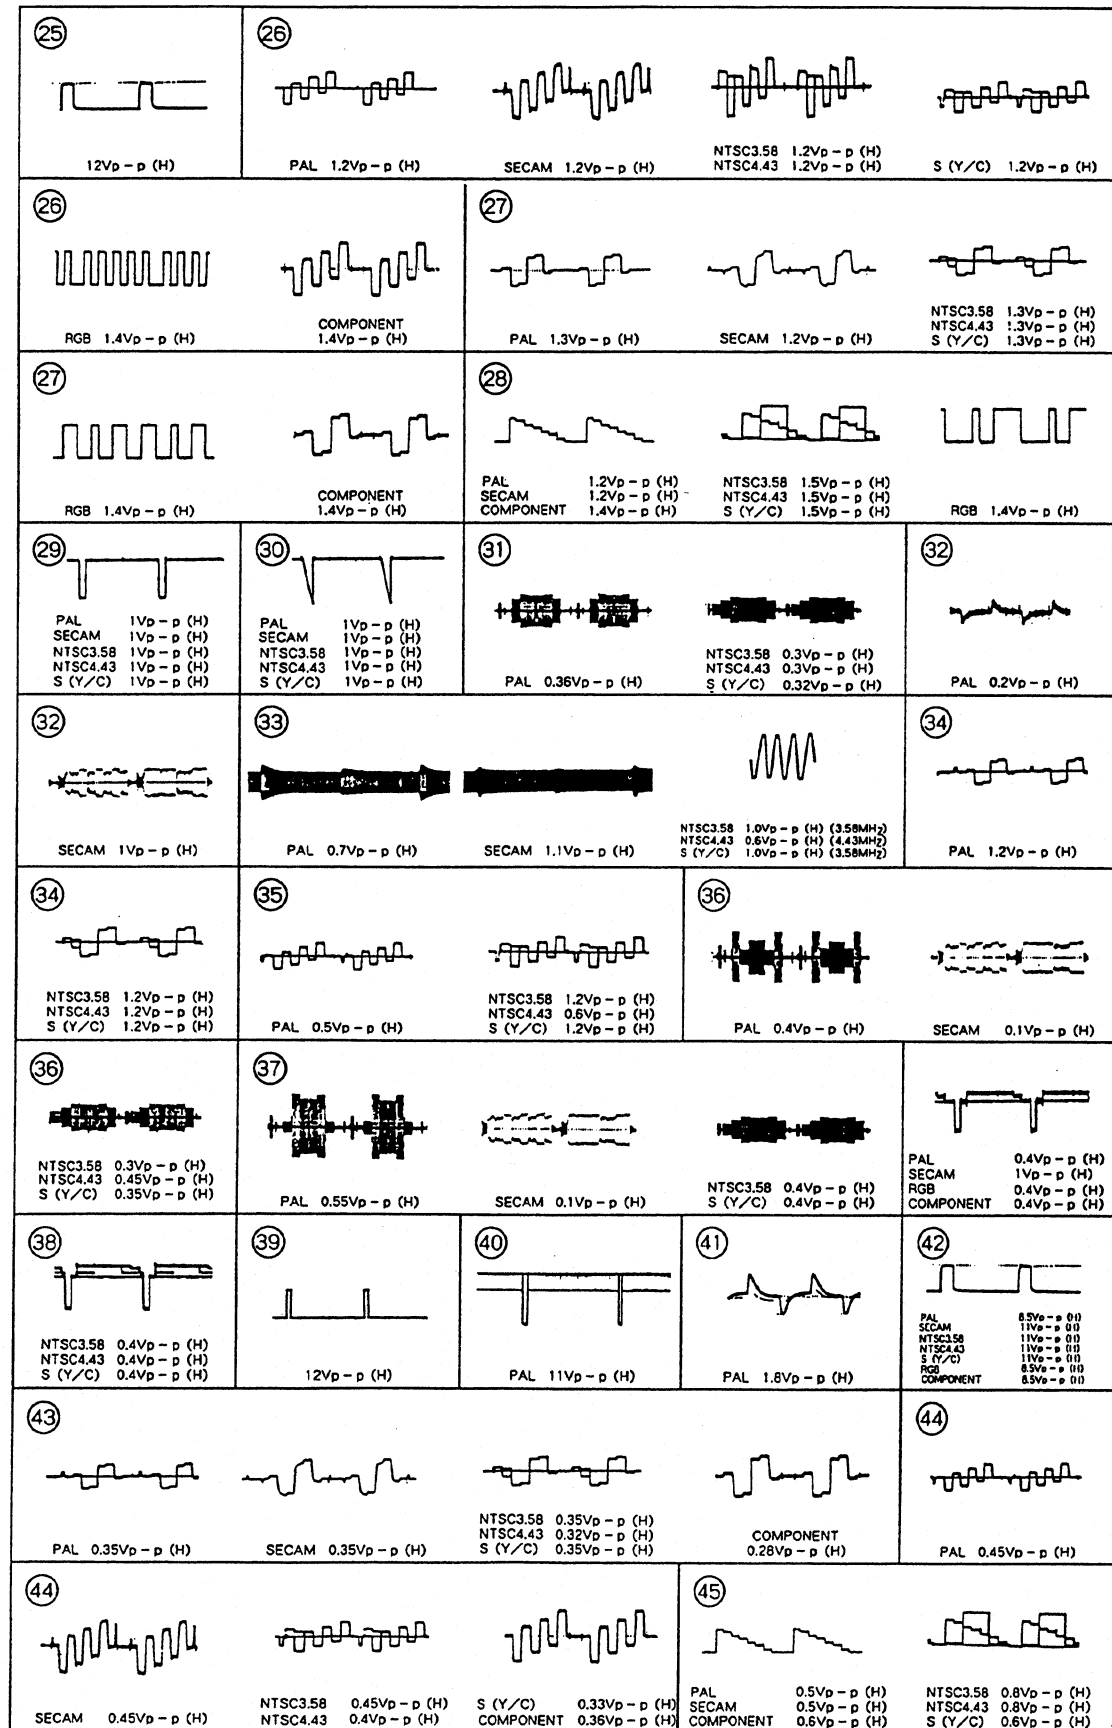 25
12Vp-p (H)
26
PAL 1.2Vp-p (H)
SECAM 1.2Vp-p (H)
NTSC3.58 1.2Vp-p (H)
NTSC4.43 1.2Vp-p (H)
S (Y/C) 1.2Vp-p (H)
26
RGB 1.4Vp-p (H)
COMPONENT
1.4Vp-p (H)
27
PAL 1.3Vp-p (H)
SECAM 1.2Vp-p (H)
NTSC3.58 1.3Vp-p (H)
NTSC4.43 1.3Vp-p (H)
S (Y/C) 1.3Vp-p (H)
27
RGB 1.4Vp-p (H)
COMPONENT
1.4Vp-p (H)
28
PAL 1.2Vp-p (H)
SECAM 1.2Vp-p (H)
COMPONENT 1.4Vp-p (H)
NTSC3.58 1.5Vp-p (H)
NTSC4.43 1.5Vp-p (H)
S (Y/C) 1.5Vp-p (H)
RGB 1.4Vp-p (H)
29
PAL 1Vp-p (H)
SECAM 1Vp-p (H)
NTSC3.58 1Vp-p (H)
NTSC4.43 1Vp-p (H)
S (Y/C) 1Vp-p (H)
30
PAL 1Vp-p (H)
SECAM 1Vp-p (H)
NTSC3.58 1Vp-p (H)
NTSC4.43 1Vp-p (H)
S (Y/C) 1Vp-p (H)
31
PAL 0.36Vp-p (H)
NTSC3.58 0.3Vp-p (H)
NTSC4.43 0.3Vp-p (H)
S (Y/C) 0.32Vp-p (H)
32
PAL 0.2Vp-p (H)
32
SECAM 1Vp-p (H)
33
PAL 0.7Vp-p (H)
SECAM 1.1Vp-p (H)
NTSC3.58 1.0Vp-p (H) (3.58MHz)
NTSC4.43 0.6Vp-p (H) (4.43MHz)
S (Y/C) 1.0Vp-p (H) (3.58MHz)
34
PAL 1.2Vp-p (H)
34
NTSC3.58 1.2Vp-p (H)
NTSC4.43 1.2Vp-p (H)
S (Y/C) 1.2Vp-p (H)
35
PAL 0.5Vp-p (H)
NTSC3.58 1.2Vp-p (H)
NTSC4.43 0.6Vp-p (H)
S (Y/C) 1.2Vp-p (H)
36
PAL 0.4Vp-p (H)
SECAM 0.1Vp-p (H)
36
NTSC3.58 0.3Vp-p (H)
NTSC4.43 0.45Vp-p (H)
S (Y/C) 0.35Vp-p (H)
37
PAL 0.55Vp-p (H)
SECAM 0.1Vp-p (H)
NTSC3.58 0.4Vp-p (H)
S (Y/C) 0.4Vp-p (H)
PAL 0.4Vp-p (H)
SECAM 1Vp-p (H)
RGB 0.4Vp-p (H)
COMPONENT 0.4Vp-p (H)
38
NTSC3.58 0.4Vp-p (H)
NTSC4.43 0.4Vp-p (H)
S (Y/C) 0.4Vp-p (H)
39
12Vp-p (H)
40
PAL 11Vp-p (H)
41
PAL 1.8Vp-p (H)
42
PAL 8.5Vp-p (H)
SECAM 11Vp-p (H)
NTSC3.58 11Vp-p (H)
NTSC4.43 11Vp-p (H)
S (Y/C) 11Vp-p (H)
RGB 8.5Vp-p (H)
COMPONENT 8.5Vp-p (H)
43
PAL 0.35Vp-p (H)
SECAM 0.35Vp-p (H)
NTSC3.58 0.35Vp-p (H)
NTSC4.43 0.32Vp-p (H)
S (Y/C) 0.35Vp-p (H)
COMPONENT
0.28Vp-p (H)
44
PAL 0.45Vp-p (H)
44
SECAM 0.45Vp-p (H)
NTSC3.58 0.45Vp-p (H)
NTSC4.43 0.4Vp-p (H)
S (Y/C) 0.33Vp-p (H)
COMPONENT 0.36Vp-p (H)
45
PAL 0.5Vp-p (H)
SECAM 0.5Vp-p (H)
COMPONENT 0.6Vp-p (H)
NTSC3.58 0.8Vp-p (H)
NTSC4.43 0.8Vp-p (H)
S (Y/C) 0.6Vp-p (H)